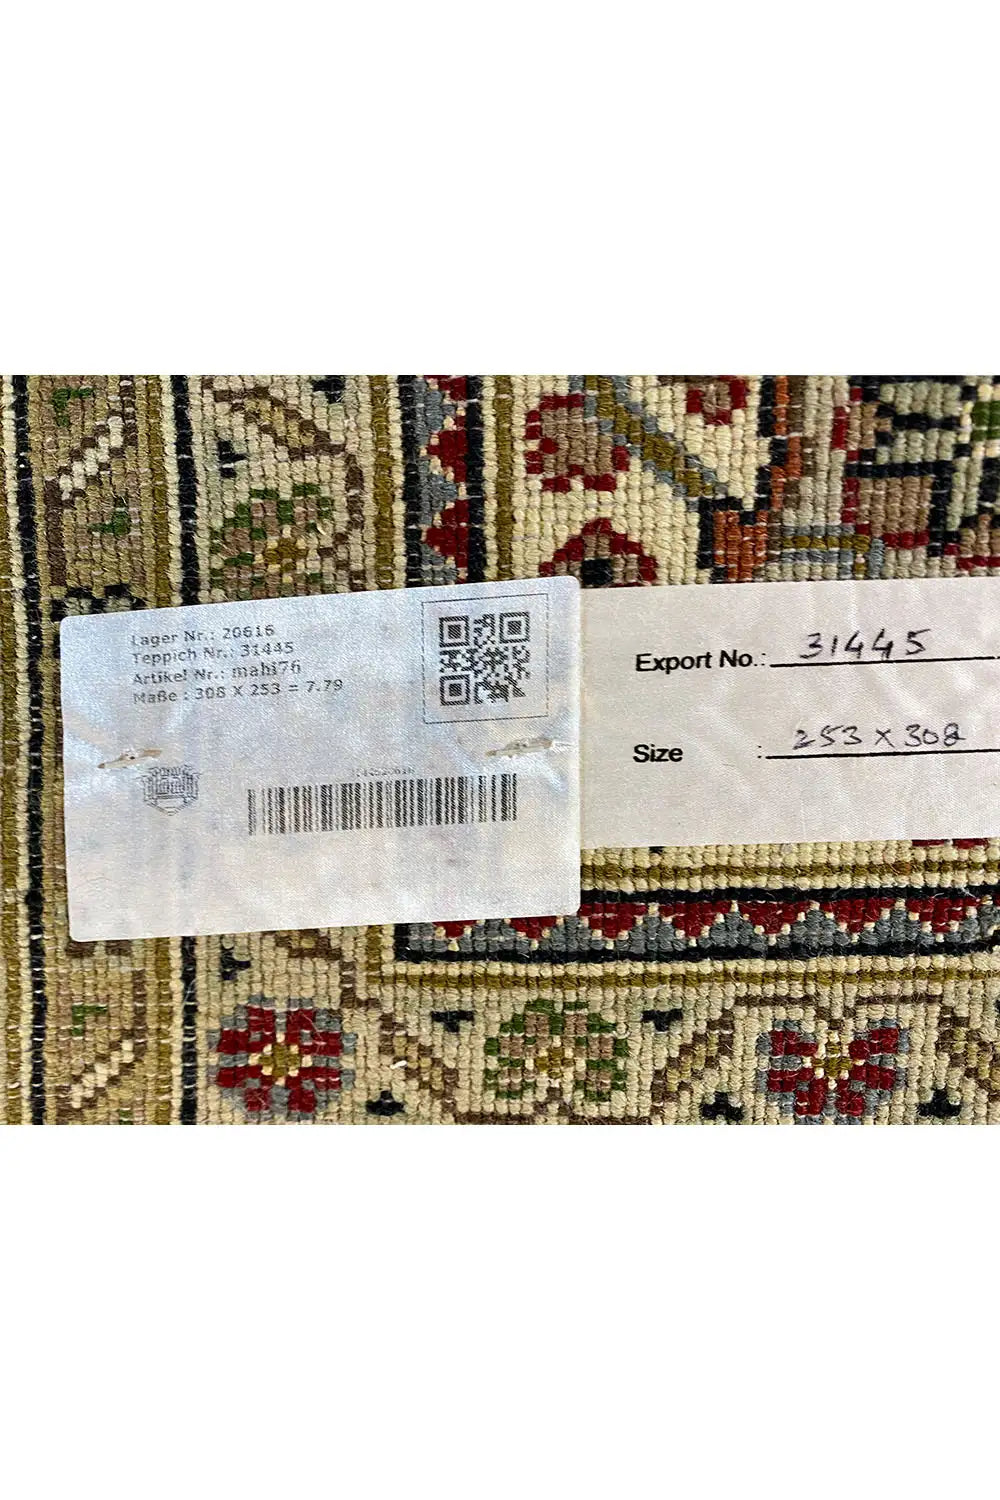 Lager Nr.: 20616
Teppich Nr.: 31445
Artikel Nr.: mahi76
Maße : 308 X 253 = 7.79
Export No.: 31445
Size : 253 x 308